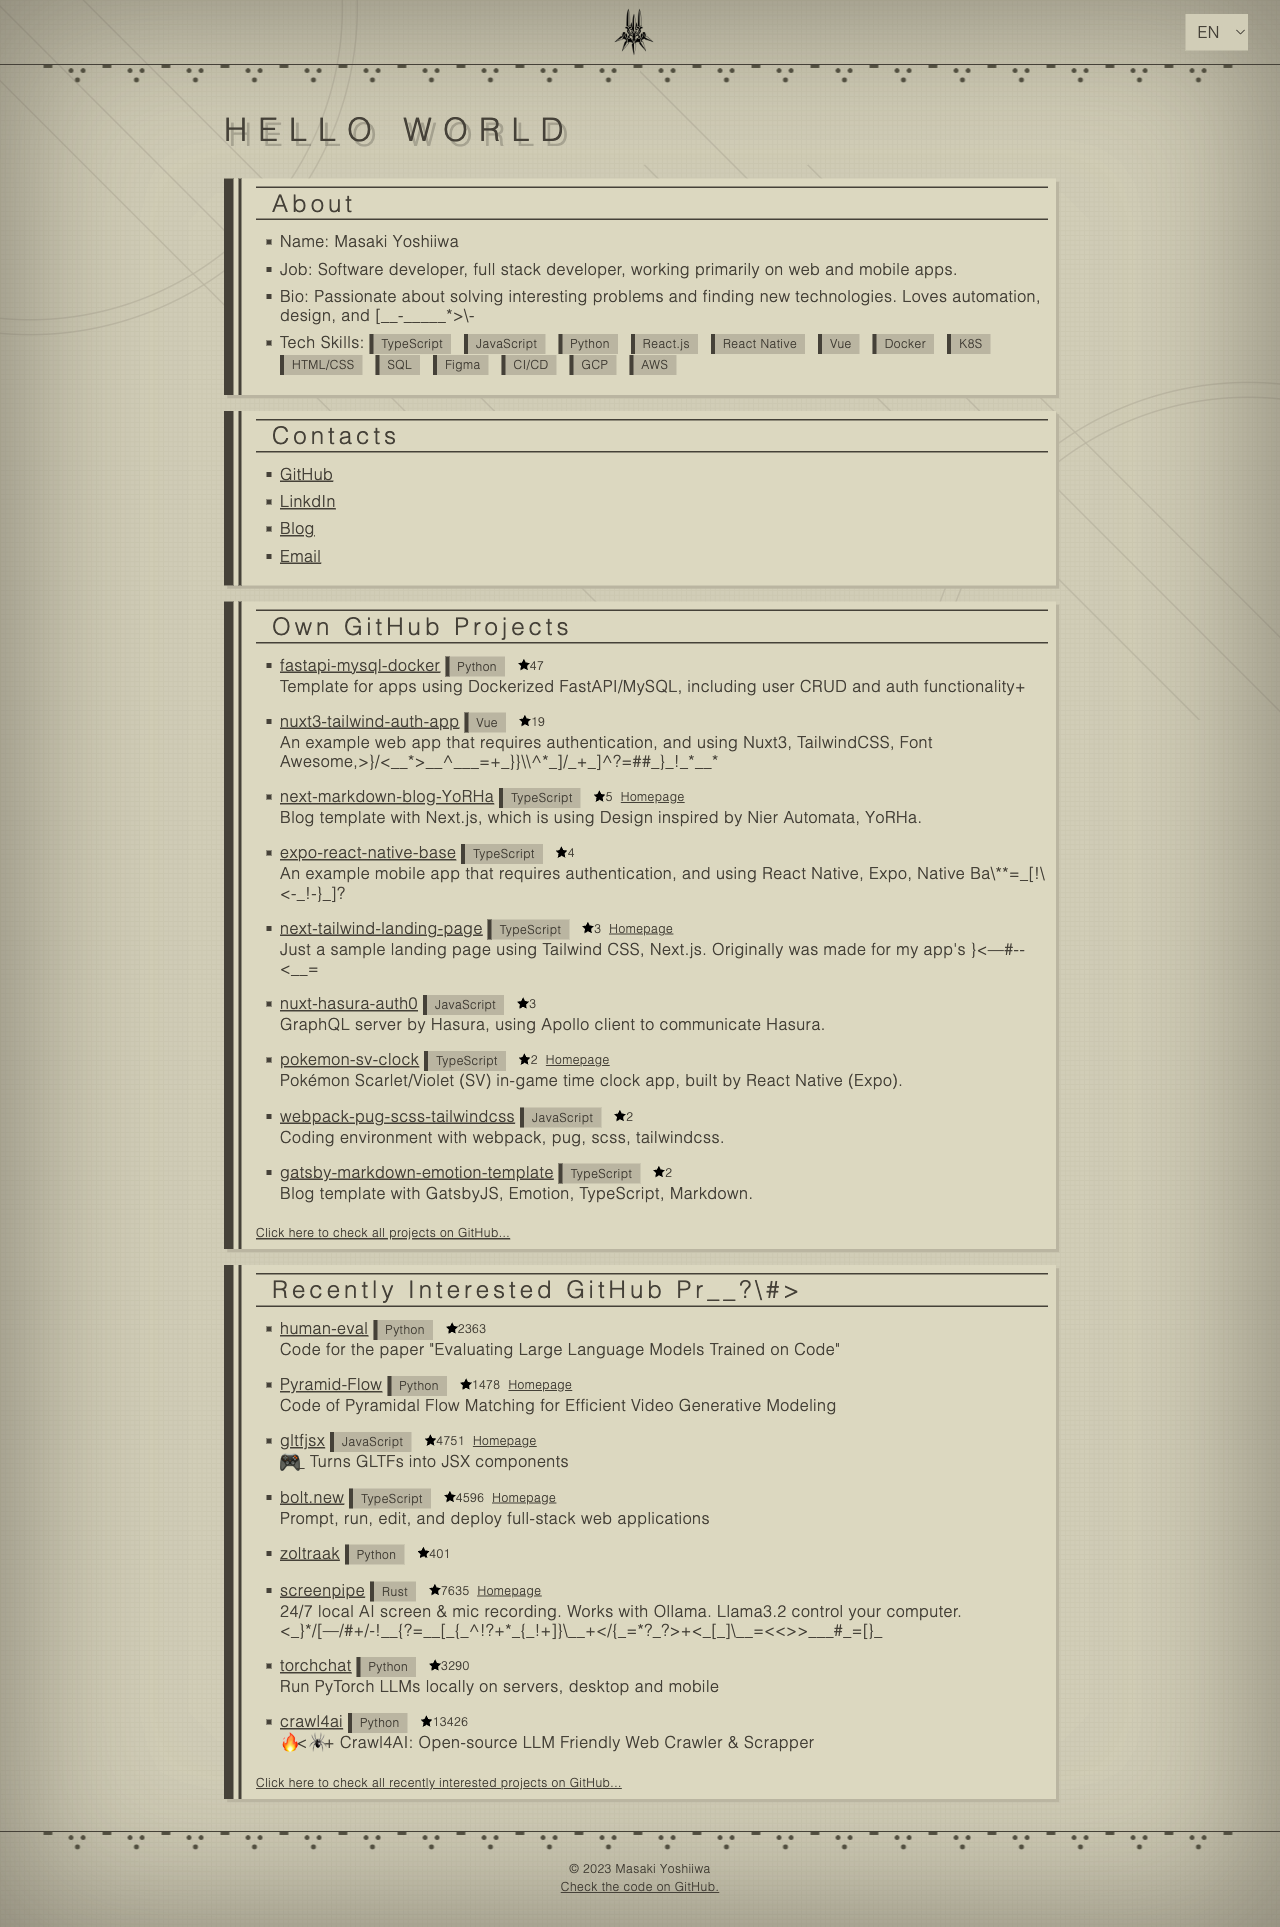 EN
HELLO WORLD
About
Name: Masaki Yoshiiwa
Job: Software developer, full stack developer, working primarily on web and mobile apps.
Bio: Passionate about solving interesting problems and finding new technologies. Loves automation,
design, and [__-_____*>\-
Tech Skills: TypeScript JavaScript Python React.js React Native Vue Docker K8S
HTML/CSS SQL Figma CI/CD GCP AWS
Contacts
GitHub
LinkdIn
Blog
Email
Own GitHub Projects
fastapi-mysql-docker Python ★47
Template for apps using Dockerized FastAPI/MySQL, including user CRUD and auth functionality+
nuxt3-tailwind-auth-app Vue ★19
An example web app that requires authentication, and using Nuxt3, TailwindCSS, Font
Awesome,>}/<__*>__^___=+_}}\\^*_]/_+_]^?=##_}_!_*__*
next-markdown-blog-YoRHa TypeScript ★5 Homepage
Blog template with Next.js, which is using Design inspired by Nier Automata, YoRHa.
expo-react-native-base TypeScript ★4
An example mobile app that requires authentication, and using React Native, Expo, Native Ba\**=_[!\
<-_!-}_]?
next-tailwind-landing-page TypeScript ★3 Homepage
Just a sample landing page using Tailwind CSS, Next.js. Originally was made for my app's }<—#--
<__=
nuxt-hasura-auth0 JavaScript ★3
GraphQL server by Hasura, using Apollo client to communicate Hasura.
pokemon-sv-clock TypeScript ★2 Homepage
Pokémon Scarlet/Violet (SV) in-game time clock app, built by React Native (Expo).
webpack-pug-scss-tailwindcss JavaScript ★2
Coding environment with webpack, pug, scss, tailwindcss.
gatsby-markdown-emotion-template TypeScript ★2
Blog template with GatsbyJS, Emotion, TypeScript, Markdown.
Click here to check all projects on GitHub...
Recently Interested GitHub Pr__?\#>
human-eval Python ★2363
Code for the paper "Evaluating Large Language Models Trained on Code"
Pyramid-Flow Python ★1478 Homepage
Code of Pyramidal Flow Matching for Efficient Video Generative Modeling
gltfjsx JavaScript ★4751 Homepage
🎮_ Turns GLTFs into JSX components
bolt.new TypeScript ★4596 Homepage
Prompt, run, edit, and deploy full-stack web applications
zoltraak Python ★401
screenpipe Rust ★7635 Homepage
24/7 local AI screen & mic recording. Works with Ollama. Llama3.2 control your computer.
<_}*/[—/#+/-!__{?=__[_{_^!?+*_{_!+]}\__+</{_=*?_?>+<_[_]\__=<<>>___#_=[}_
torchchat Python ★3290
Run PyTorch LLMs locally on servers, desktop and mobile
crawl4ai Python ★13426
🔥<🕷+ Crawl4AI: Open-source LLM Friendly Web Crawler & Scrapper
Click here to check all recently interested projects on GitHub...
© 2023 Masaki Yoshiiwa
Check the code on GitHub.